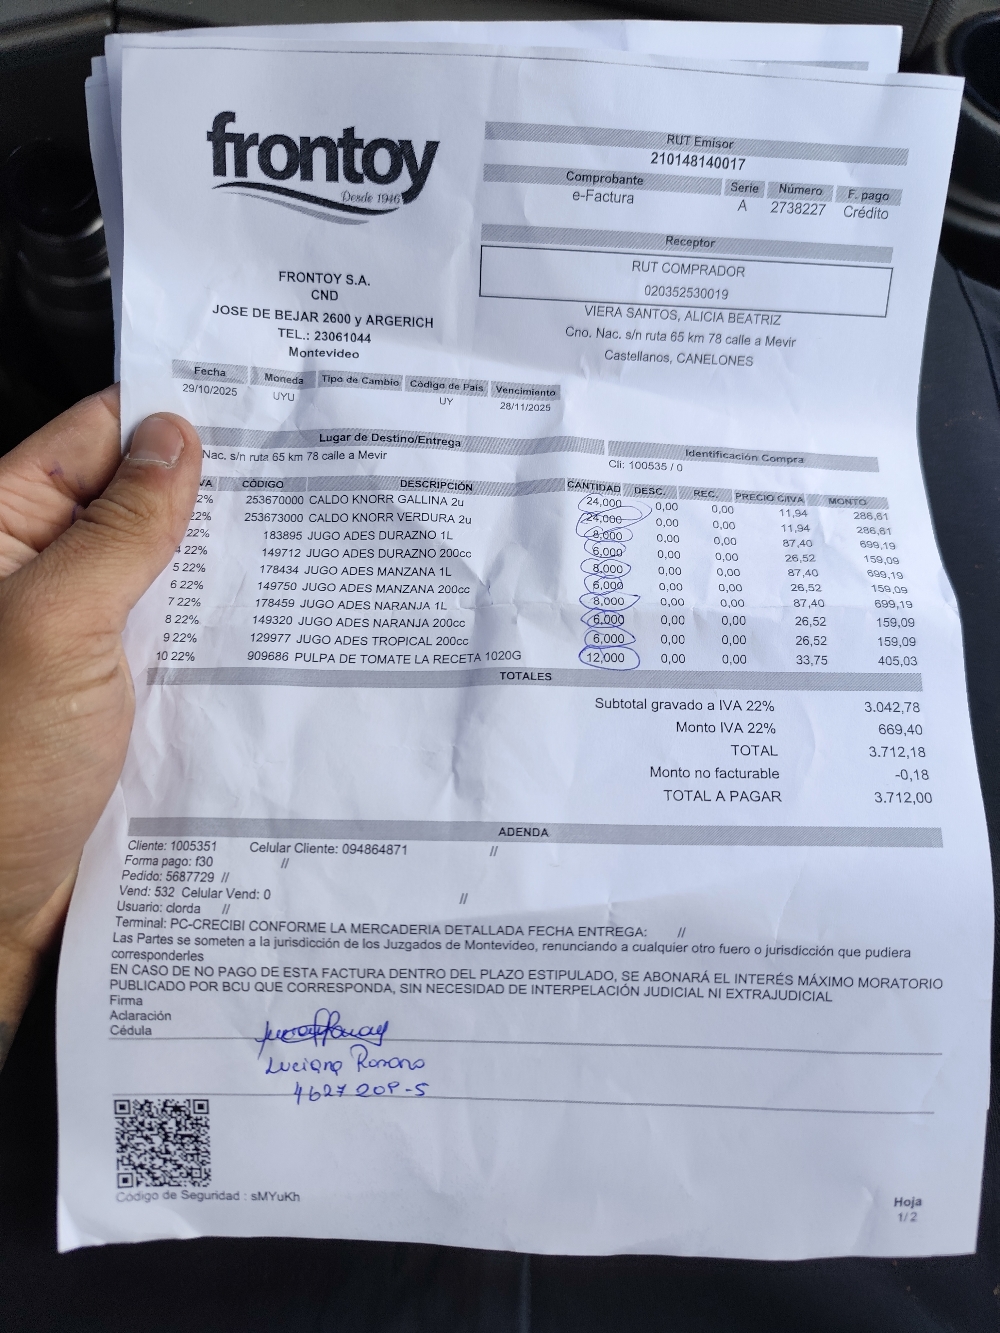 frontoy
Desde 1946
RUT Emisor
210148140017
Comprobante Serie Número F. pago
e-Factura A 2738227 Crédito
Receptor
RUT COMPRADOR
020352530019
VIERA SANTOS, ALICIA BEATRIZ
Cno. Nac. s/n ruta 65 km 78 calle a Mevir
Castellanos, CANELONES
FRONTOY S.A.
CND
JOSE DE BEJAR 2600 y ARGERICH
TEL.: 23061044
Montevideo
Fecha Moneda Tipo de Cambio Código de País Vencimiento
29/10/2025 UYU UY 28/11/2025
Lugar de Destino/Entrega Identificación Compra
Nac. s/n ruta 65 km 78 calle a Mevir Cli: 100535 / 0
VA CÓDIGO DESCRIPCIÓN CANTIDAD DESC. REC. PRECIO C/IVA MONTO
2% 253670000 CALDO KNORR GALLINA 2u 24,000 0,00 0,00 11,94 286,61
22% 253673000 CALDO KNORR VERDURA 2u 24,000 0,00 0,00 11,94 286,61
22% 183895 JUGO ADES DURAZNO 1L 8,000 0,00 0,00 87,40 699,19
4 22% 149712 JUGO ADES DURAZNO 200cc 6,000 0,00 0,00 26,52 159,09
5 22% 178434 JUGO ADES MANZANA 1L 8,000 0,00 0,00 87,40 699,19
6 22% 149750 JUGO ADES MANZANA 200cc 6,000 0,00 0,00 26,52 159,09
7 22% 178459 JUGO ADES NARANJA 1L 8,000 0,00 0,00 87,40 699,19
8 22% 149320 JUGO ADES NARANJA 200cc 6,000 0,00 0,00 26,52 159,09
9 22% 129977 JUGO ADES TROPICAL 200cc 6,000 0,00 0,00 26,52 159,09
10 22% 909686 PULPA DE TOMATE LA RECETA 1020G 12,000 0,00 0,00 33,75 405,03
TOTALES
Subtotal gravado a IVA 22% 3.042,78
Monto IVA 22% 669,40
TOTAL 3.712,18
Monto no facturable -0,18
TOTAL A PAGAR 3.712,00
ADENDA
Cliente: 1005351 Celular Cliente: 094864871 //
Forma pago: f30 //
Pedido: 5687729 //
Vend: 532 Celular Vend: 0 //
Usuario: clorda //
Terminal: PC-CRECIBI CONFORME LA MERCADERIA DETALLADA FECHA ENTREGA: //
Las Partes se someten a la jurisdicción de los Juzgados de Montevideo, renunciando a cualquier otro fuero o jurisdicción que pudiera
corresponderles
EN CASO DE NO PAGO DE ESTA FACTURA DENTRO DEL PLAZO ESTIPULADO, SE ABONARÁ EL INTERÉS MÁXIMO MORATORIO
PUBLICADO POR BCU QUE CORRESPONDA, SIN NECESIDAD DE INTERPELACIÓN JUDICIAL NI EXTRAJUDICIAL
Firma
Aclaración
Cédula
Luciana Romano
Código de Seguridad : sMYuKh
Hoja
1/2